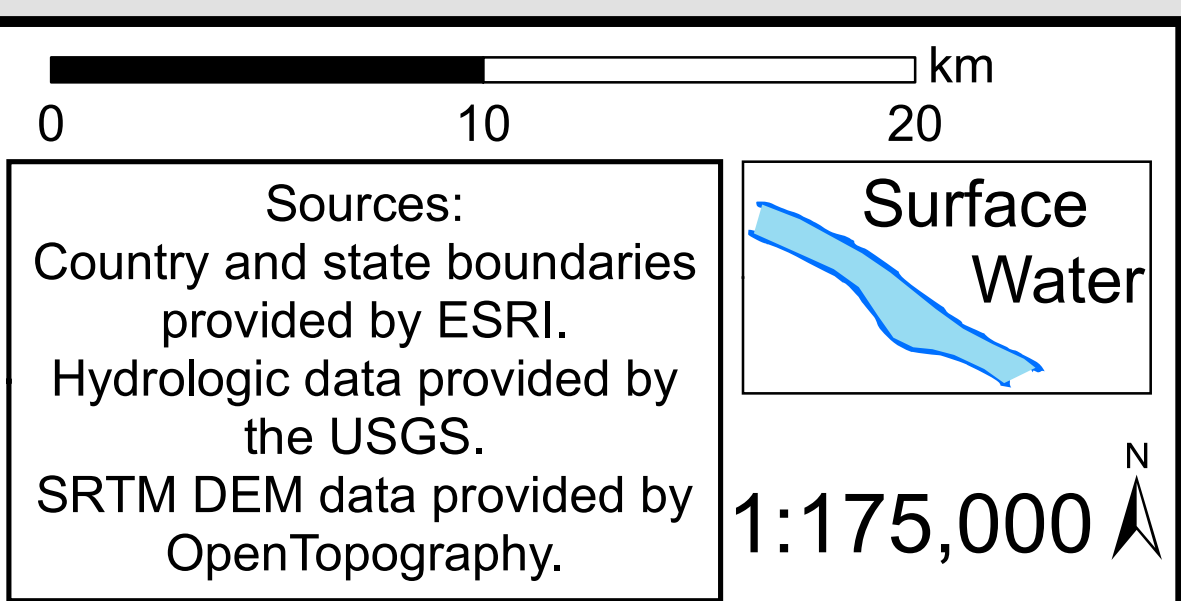 km
0 10 20
Sources:
Country and state boundaries
provided by ESRI.
Hydrologic data provided by
the USGS.
SRTM DEM data provided by
OpenTopography.
Surface
Water
N
1:175,000